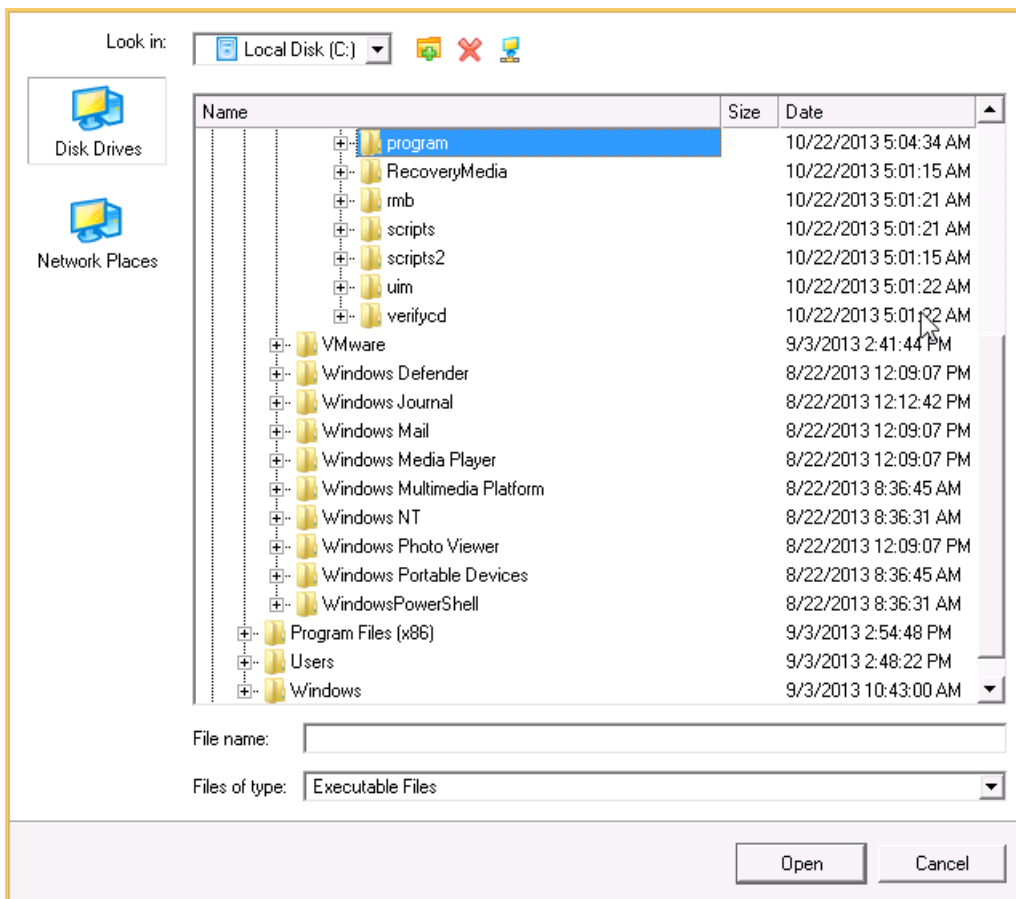 Look in: Local Disk (C:)
Disk Drives
Network Places
Name Size Date
program 10/22/2013 5:04:34 AM
RecoveryMedia 10/22/2013 5:01:15 AM
rmb 10/22/2013 5:01:21 AM
scripts 10/22/2013 5:01:21 AM
scripts2 10/22/2013 5:01:15 AM
uim 10/22/2013 5:01:22 AM
verifycd 10/22/2013 5:01:22 AM
VMware 9/3/2013 2:41:44 PM
Windows Defender 8/22/2013 12:09:07 PM
Windows Journal 8/22/2013 12:12:42 PM
Windows Mail 8/22/2013 12:09:07 PM
Windows Media Player 8/22/2013 12:09:07 PM
Windows Multimedia Platform 8/22/2013 8:36:45 AM
Windows NT 8/22/2013 8:36:31 AM
Windows Photo Viewer 8/22/2013 12:09:07 PM
Windows Portable Devices 8/22/2013 8:36:45 AM
WindowsPowerShell 8/22/2013 8:36:31 AM
Program Files (x86) 9/3/2013 2:54:48 PM
Users 9/3/2013 2:48:22 PM
Windows 9/3/2013 10:43:00 AM
File name:
Files of type: Executable Files
Open Cancel